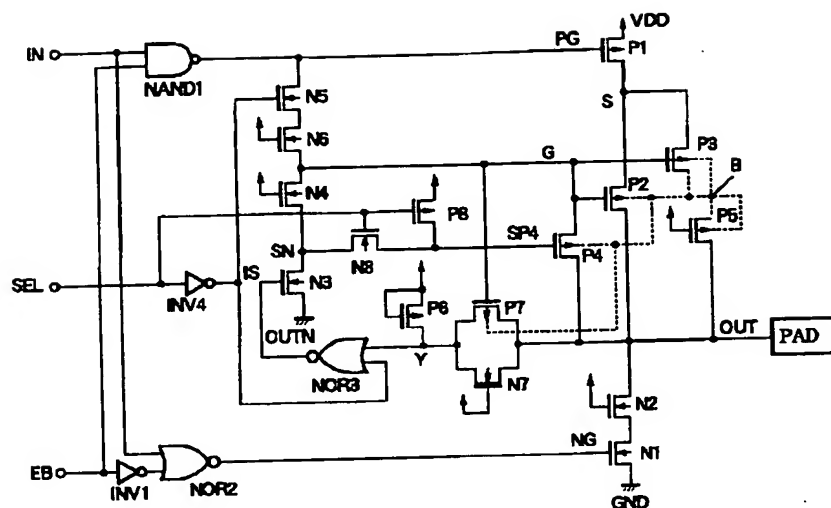 VDD
IN
PG
P1
NAND1
N5
S
N6
P3
G
B
P2
N4
P8
P5
SN
SP4
P4
SEL
IS
N3
N8
INV4
P6
P7
OUTN
OUT
PAD
Y
NOR3
N7
N2
NG
N1
EB
INV1
NOR2
GND